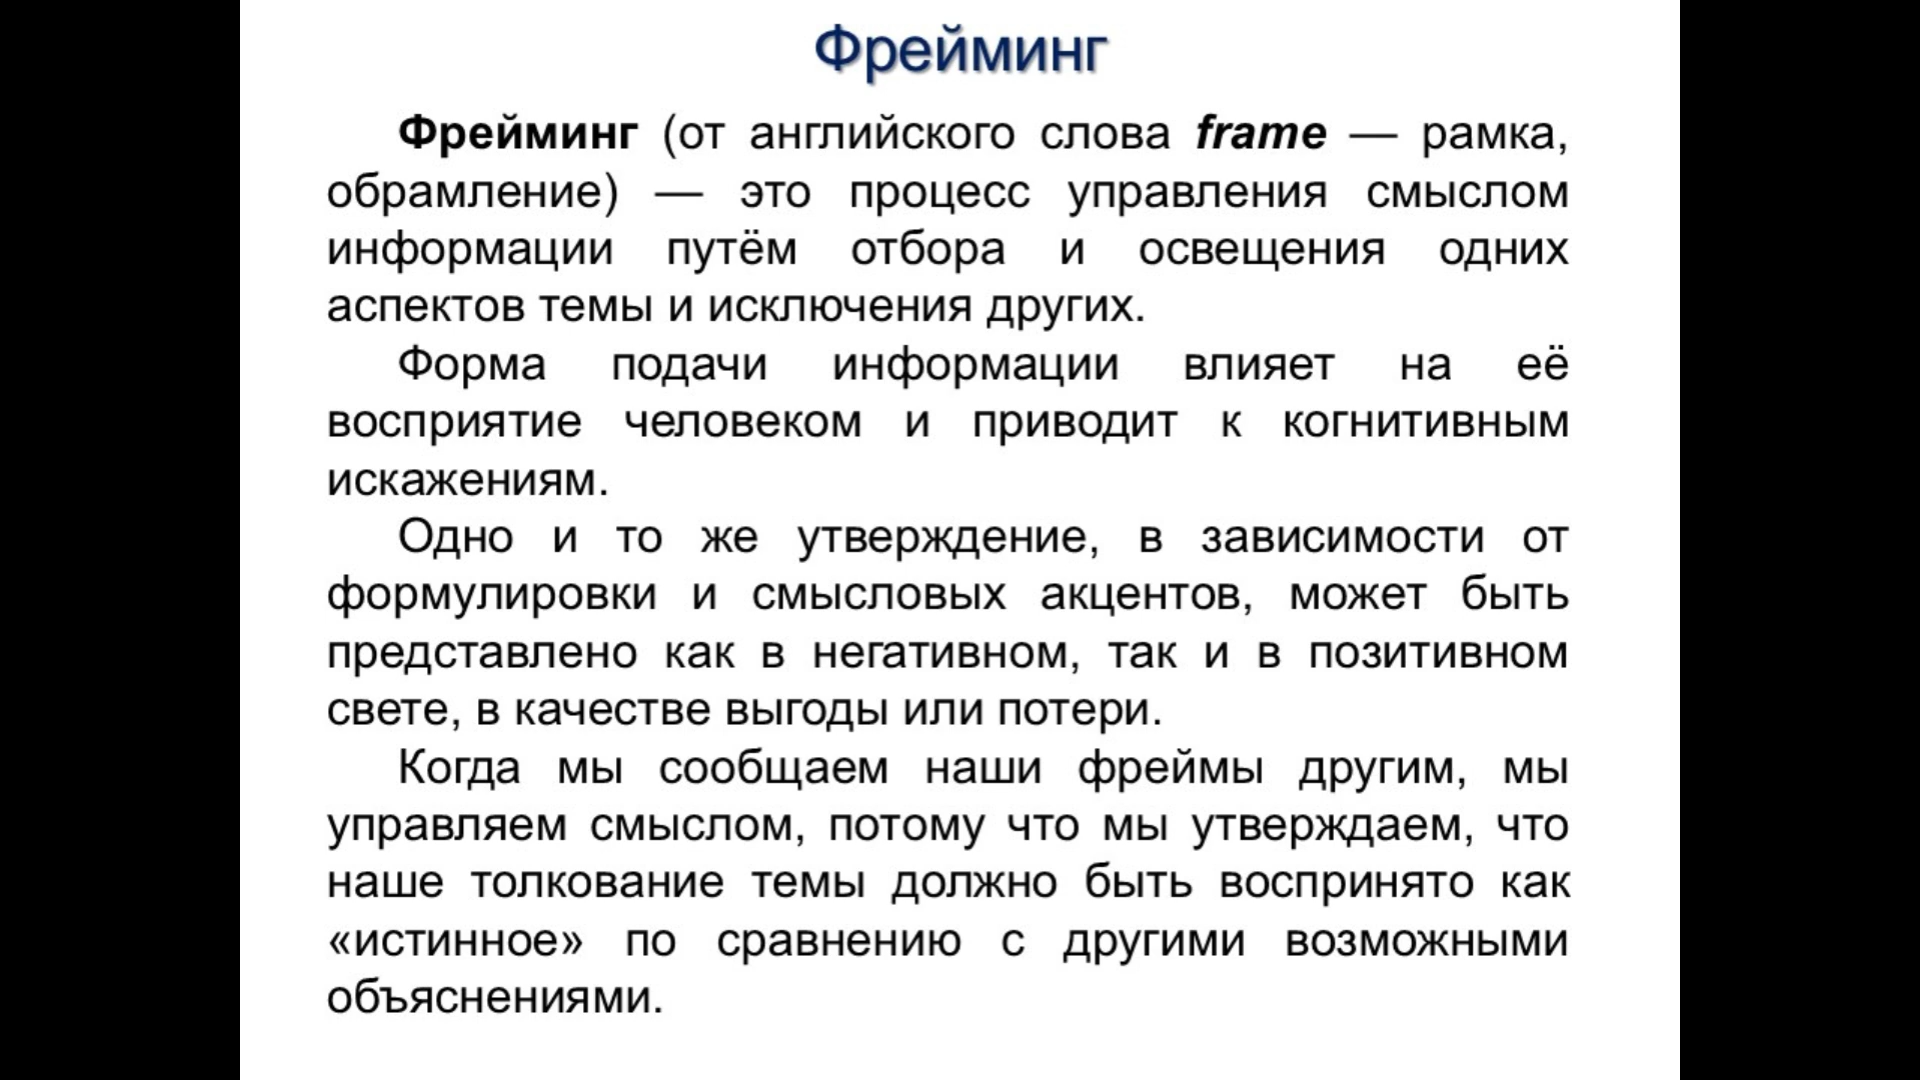 Фрейминг
Фрейминг (от английского слова frame — рамка,
обрамление) — это процесс управления смыслом
информации путём отбора и освещения одних
аспектов темы и исключения других.
Форма подачи информации влияет на её
восприятие человеком и приводит к когнитивным
искажениям.
Одно и то же утверждение, в зависимости от
формулировки и смысловых акцентов, может быть
представлено как в негативном, так и в позитивном
свете, в качестве выгоды или потери.
Когда мы сообщаем наши фреймы другим, мы
управляем смыслом, потому что мы утверждаем, что
наше толкование темы должно быть воспринято как
«истинное» по сравнению с другими возможными
объяснениями.